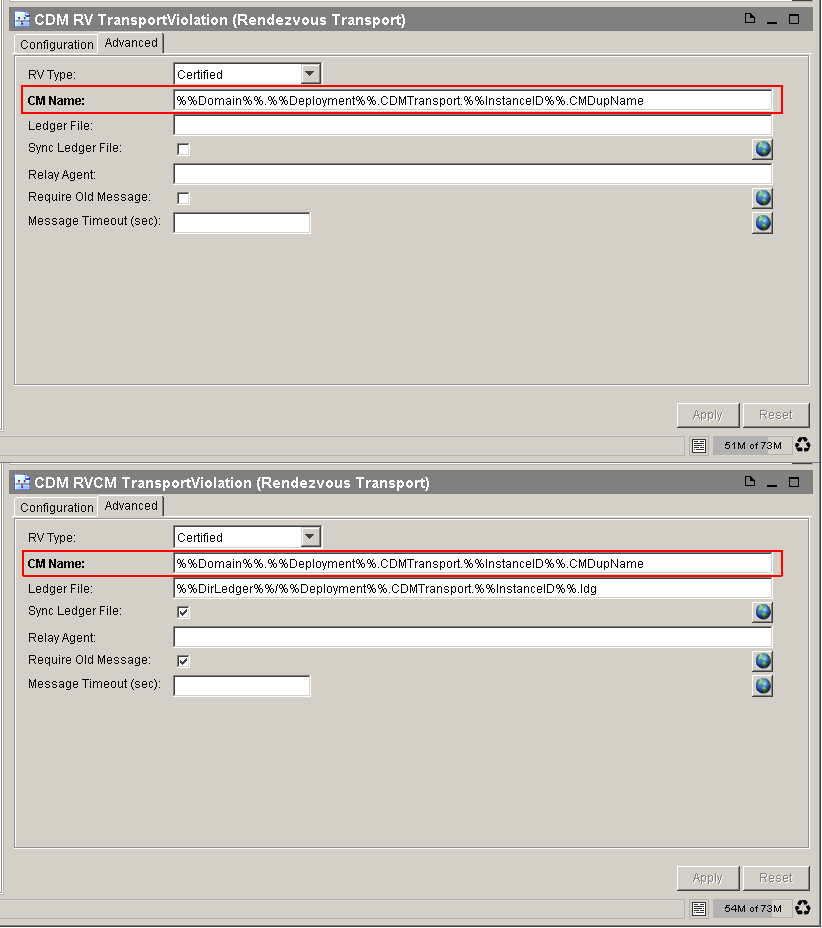 CDM RV TransportViolation (Rendezvous Transport)
Configuration Advanced
RV Type: Certified
CM Name: %%Domain%%.%%Deployment%%.CDMTransport.%%InstanceID%%.CMDupName
Ledger File:
Sync Ledger File:
Relay Agent:
Require Old Message:
Message Timeout (sec):
Apply Reset
51M of 73M
CDM RVCM TransportViolation (Rendezvous Transport)
Configuration Advanced
RV Type: Certified
CM Name: %%Domain%%.%%Deployment%%.CDMTransport.%%InstanceID%%.CMDupName
Ledger File: %%DirLedger%%/%%Deployment%%.CDMTransport.%%InstanceID%%.ldg
Sync Ledger File:
Relay Agent:
Require Old Message:
Message Timeout (sec):
Apply Reset
54M of 73M